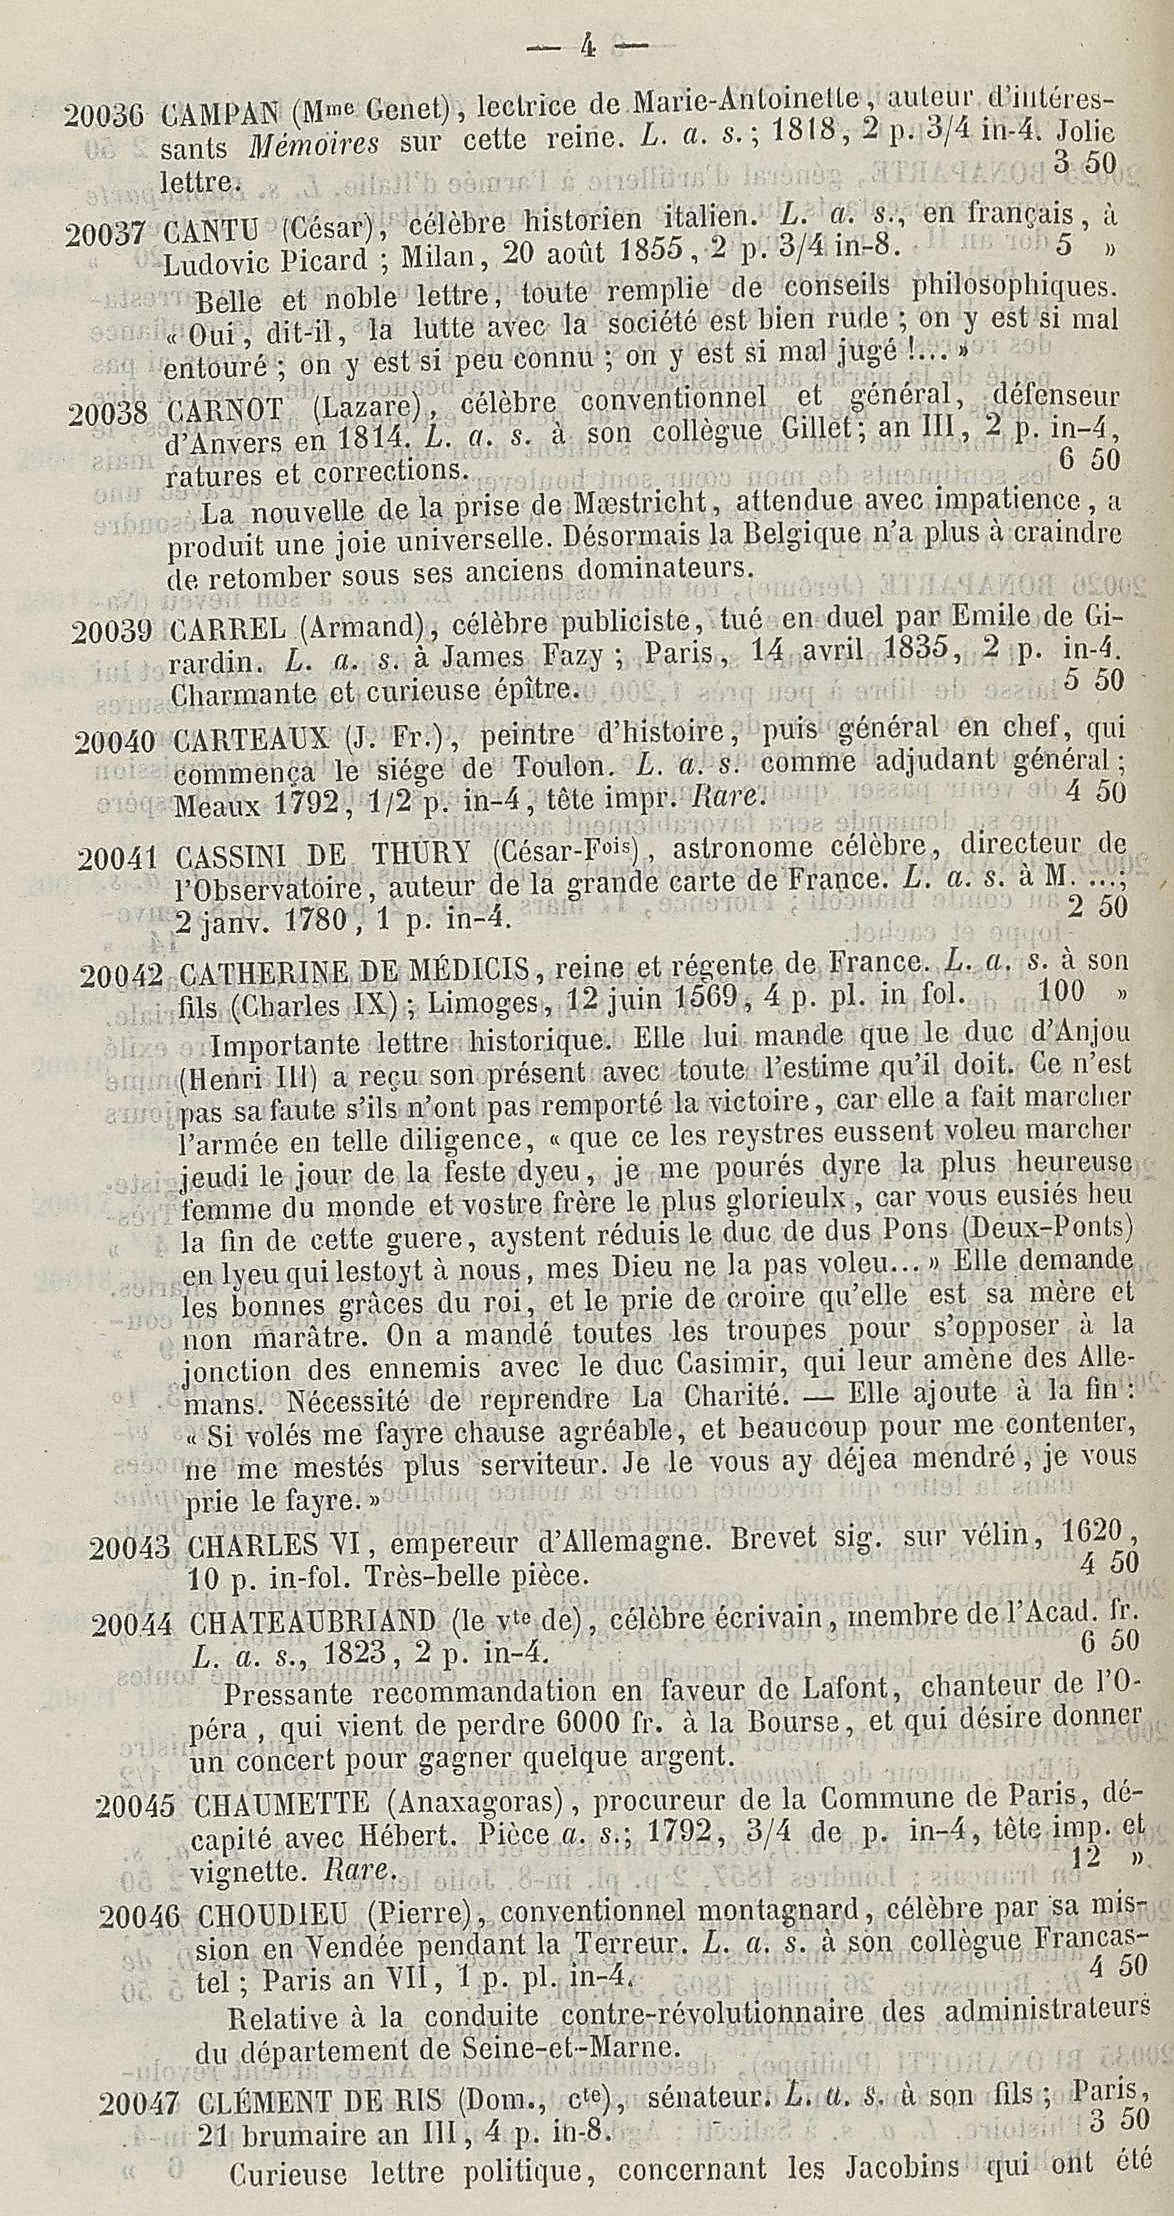 — 4 —
20036 CAMPAN (Mme Genet), lectrice de Marie-Antoinette, auteur d'intéres-
sants Mémoires sur cette reine. L. a. s.; 1818, 2 p. 3/4 in-4. Jolie
lettre. 3 50
20037 CANTU (César), célèbre historien italien. L. a. s., en français, à
Ludovic Picard ; Milan, 20 août 1855, 2 p. 3/4 in-8. 5 »
Belle et noble lettre, toute remplie de conseils philosophiques.
« Oui, dit-il, la lutte avec la société est bien rude ; on y est si mal
entouré ; on y est si peu connu ; on y est si mal jugé !... »
20038 CARNOT (Lazare), célèbre conventionnel et général, défenseur
d'Anvers en 1814. L. a. s. à son collègue Gillet; an III, 2 p. in-4,
ratures et corrections. 6 50
La nouvelle de la prise de Mæstricht, attendue avec impatience, a
produit une joie universelle. Désormais la Belgique n'a plus à craindre
de retomber sous ses anciens dominateurs.
20039 CARREL (Armand), célèbre publiciste, tué en duel par Emile de Gi-
rardin. L. a. s. à James Fazy ; Paris, 14 avril 1835, 2 p. in-4.
Charmante et curieuse épître. 5 50
20040 CARTEAUX (J. Fr.), peintre d'histoire, puis général en chef, qui
commença le siége de Toulon. L. a. s. comme adjudant général ;
Meaux 1792, 1/2 p. in-4, tête impr. Rare. 4 50
20041 CASSINI DE THURY (César-Fois), astronome célèbre, directeur de
l'Observatoire, auteur de la grande carte de France. L. a. s. à M. ...;
2 janv. 1780, 1 p. in-4. 2 50
20042 CATHERINE DE MÉDICIS, reine et régente de France. L. a. s. à son
fils (Charles IX) ; Limoges, 12 juin 1569, 4 p. pl. in fol. 100 »
Importante lettre historique. Elle lui mande que le duc d'Anjou
(Henri III) a reçu son présent avec toute l'estime qu'il doit. Ce n'est
pas sa faute s'ils n'ont pas remporté la victoire, car elle a fait marcher
l'armée en telle diligence, « que ce les reystres eussent voleu marcher
jeudi le jour de la feste dyeu, je me pourés dyre la plus heureuse
femme du monde et vostre frère le plus glorieulx, car vous eusiés heu
la fin de cette guere, aystent réduis le duc de dus Pons (Deux-Ponts)
en lyeu qui lestoyt à nous, mes Dieu ne la pas voleu... » Elle demande
les bonnes grâces du roi, et le prie de croire qu'elle est sa mère et
non marâtre. On a mandé toutes les troupes pour s'opposer à la
jonction des ennemis avec le duc Casimir, qui leur amène des Alle-
mans. Nécessité de reprendre La Charité. — Elle ajoute à la fin :
« Si volés me fayre chause agréable, et beaucoup pour me contenter,
ne me mestés plus serviteur. Je le vous ay déjea mendré, je vous
prie le fayre. »
20043 CHARLES VI, empereur d'Allemagne. Brevet sig. sur vélin, 1620,
10 p. in-fol. Très-belle pièce. 4 50
20044 CHATEAUBRIAND (le vte de), célèbre écrivain, membre de l'Acad. fr.
L. a. s., 1823, 2 p. in-4. 6 50
Pressante recommandation en faveur de Lafont, chanteur de l'O-
péra, qui vient de perdre 6000 fr. à la Bourse, et qui désire donner
un concert pour gagner quelque argent.
20045 CHAUMETTE (Anaxagoras), procureur de la Commune de Paris, dé-
capité avec Hébert. Pièce a. s.; 1792, 3/4 de p. in-4, tête imp. et
vignette. Rare. 12 »
20046 CHOUDIEU (Pierre), conventionnel montagnard, célèbre par sa mis-
sion en Vendée pendant la Terreur. L. a. s. à son collègue Francas-
tel ; Paris an VII, 1 p. pl. in-4. 4 50
Relative à la conduite contre-révolutionnaire des administrateurs
du département de Seine-et-Marne.
20047 CLÉMENT DE RIS (Dom., cte), sénateur. L. a. s. à son fils ; Paris,
21 brumaire an III, 4 p. in-8. 3 50
Curieuse lettre politique, concernant les Jacobins qui ont été